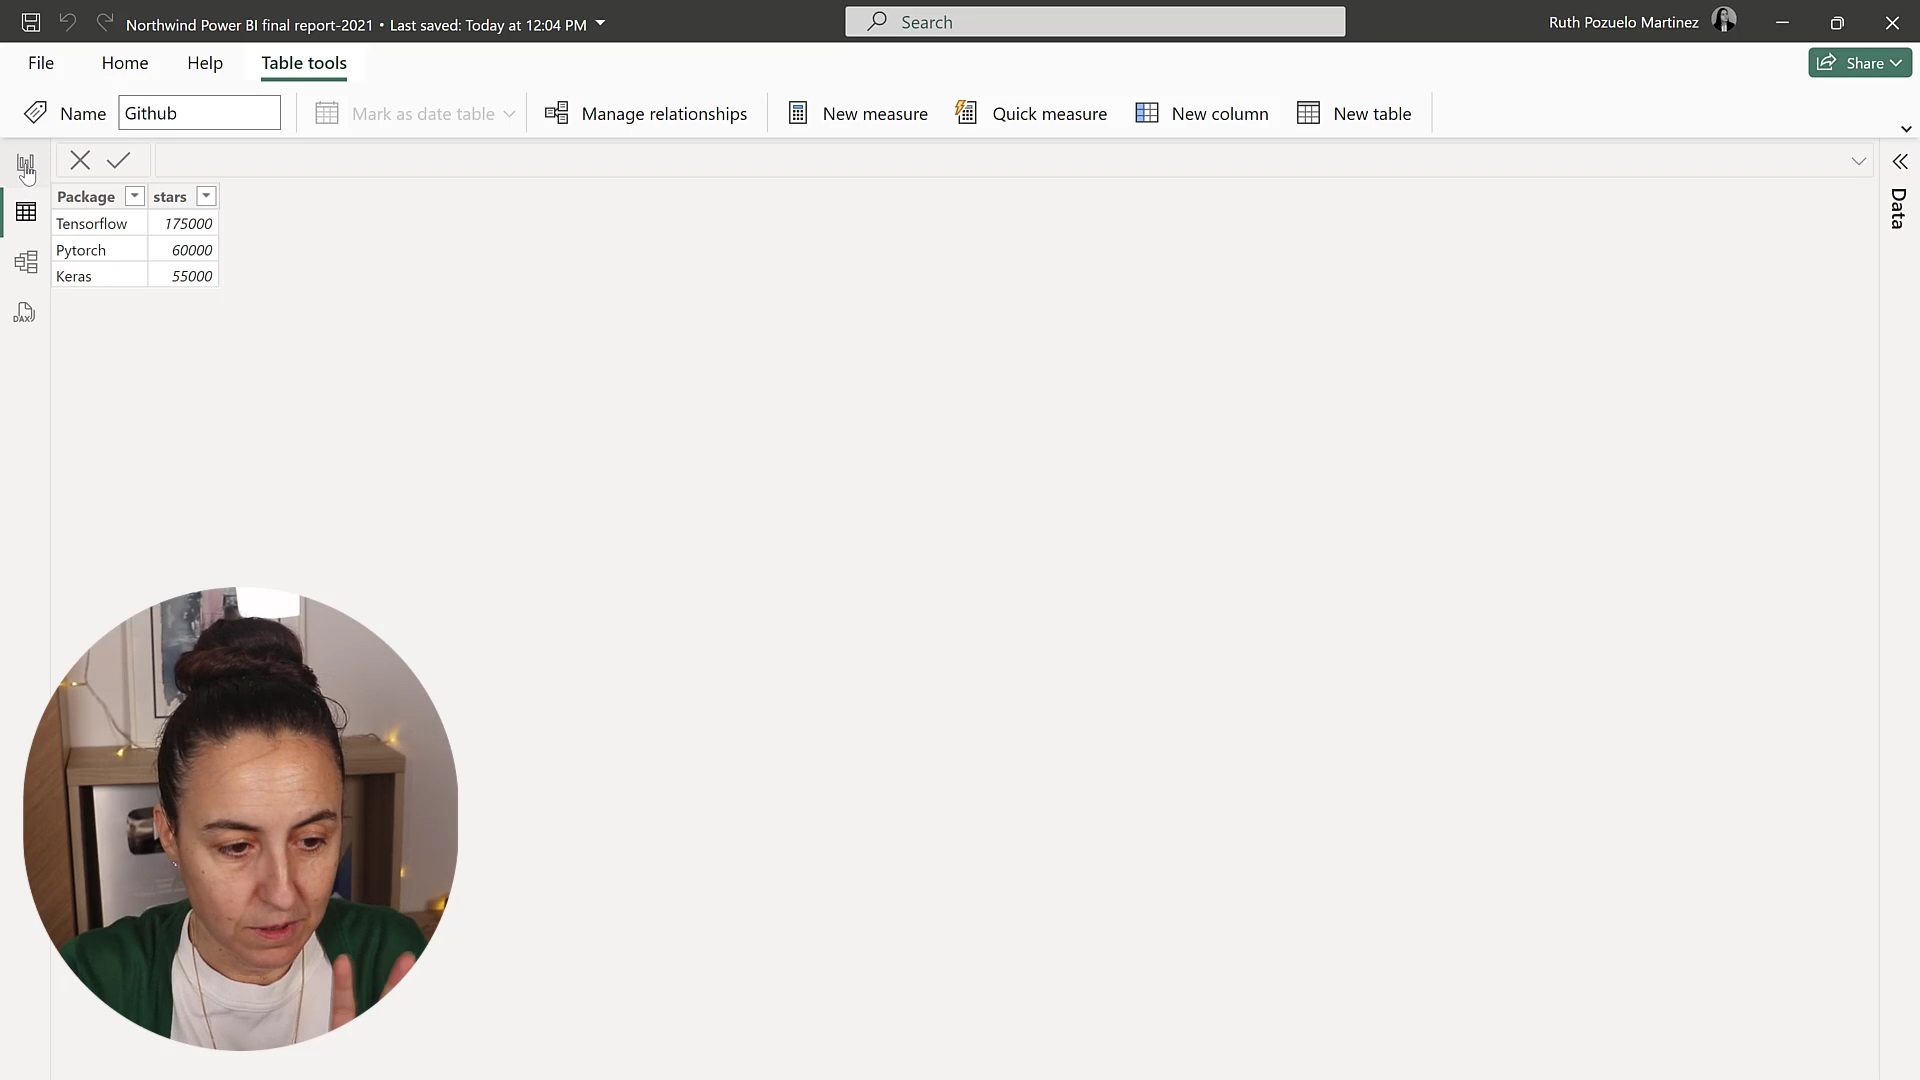 Northwind Power BI final report-2021 • Last saved: Today at 12:04 PM
Search
Ruth Pozuelo Martinez
File Home Help Table tools
Share
Name Github Mark as date table Manage relationships New measure Quick measure New column New table
Package stars
Tensorflow 175000
Pytorch 60000
Keras 55000
Data
DAX